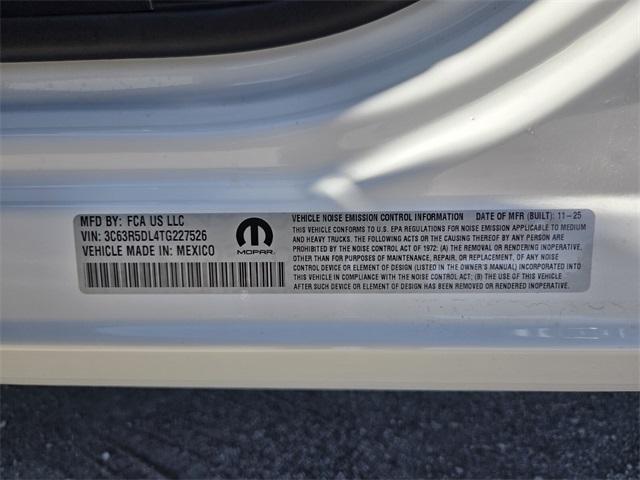 MFD BY: FCA US LLC
VIN: 3C63R5DL4TG227526
VEHICLE MADE IN: MEXICO
MOPAR
VEHICLE NOISE EMISSION CONTROL INFORMATION DATE OF MFR (BUILT): 11-25
THIS VEHICLE CONFORMS TO U.S. EPA REGULATIONS FOR NOISE EMISSION APPLICABLE TO MEDIUM
AND HEAVY TRUCKS. THE FOLLOWING ACTS OR CAUSING THEREOF BY ANY PERSON ARE
PROHIBITED BY THE NOISE CONTROL ACT OF 1972: (A) THE REMOVAL OR RENDERING INOPERATIVE,
OTHER THAN FOR PURPOSES OF MAINTENANCE, REPAIR, OR REPLACEMENT, OF ANY NOISE
CONTROL DEVICE OR ELEMENT OF DESIGN (LISTED IN THE OWNER'S MANUAL) INCORPORATED INTO
THIS VEHICLE IN COMPLIANCE WITH THE NOISE CONTROL ACT; (B) THE USE OF THIS VEHICLE
AFTER SUCH DEVICE OR ELEMENT OF DESIGN HAS BEEN REMOVED OR RENDERED INOPERATIVE.